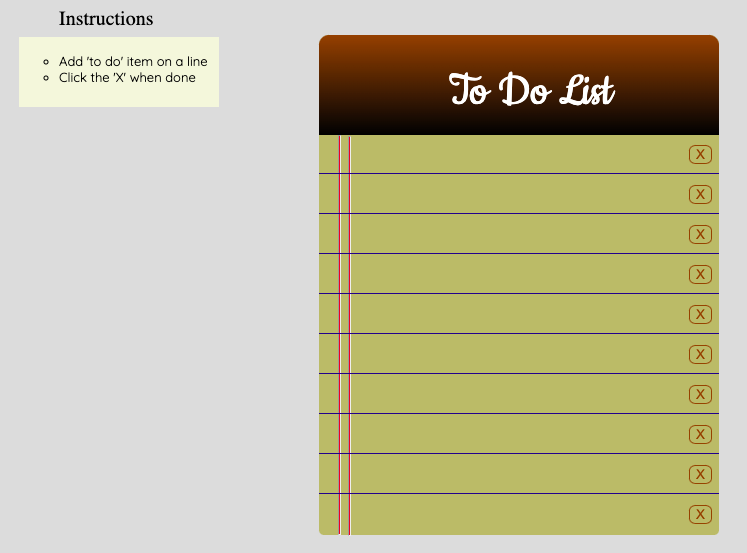 Instructions
Add 'to do' item on a line
Click the 'X' when done
To Do List
X
X
X
X
X
X
X
X
X
X